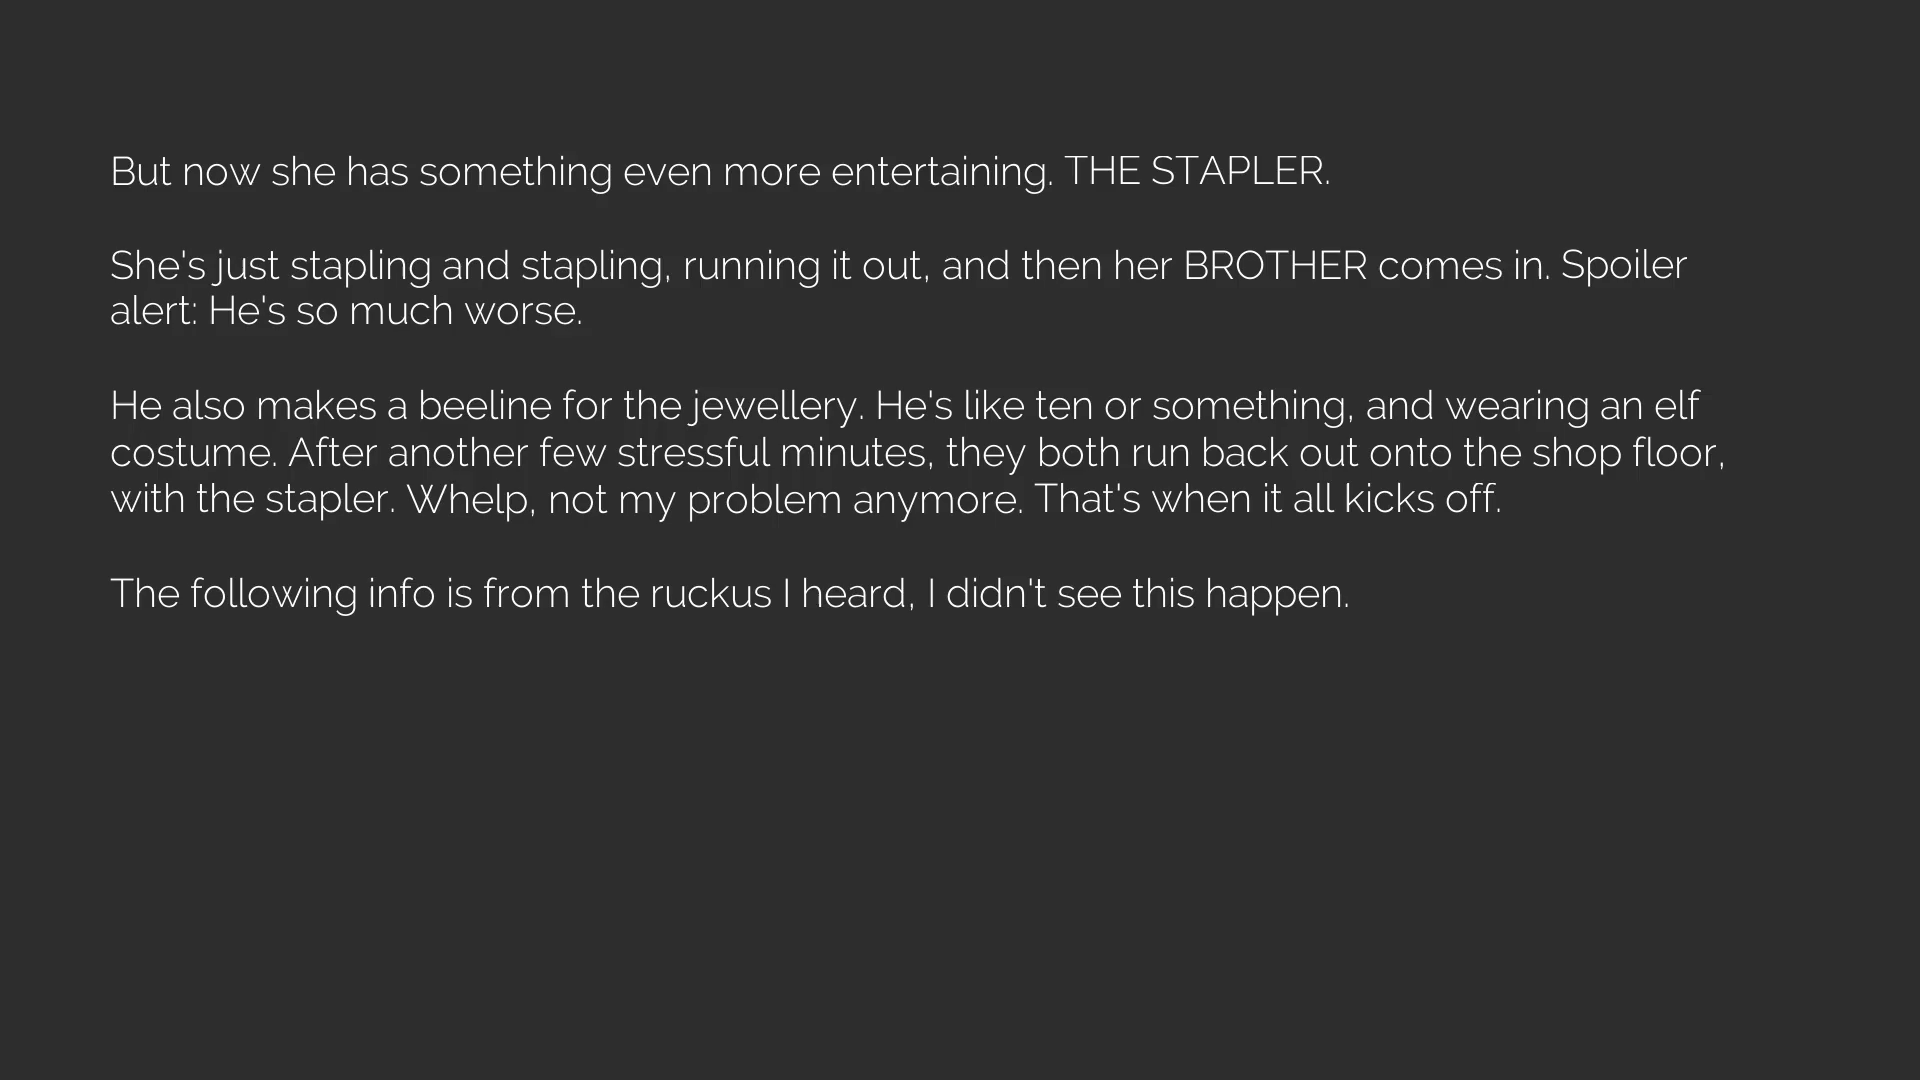 But now she has something even more entertaining. THE STAPLER.
She's just stapling and stapling, running it out, and then her BROTHER comes in. Spoiler
alert: He's so much worse.
He also makes a beeline for the jewellery. He's like ten or something, and wearing an elf
costume. After another few stressful minutes, they both run back out onto the shop floor,
with the stapler. Whelp, not my problem anymore. That's when it all kicks off.
The following info is from the ruckus I heard, I didn't see this happen.